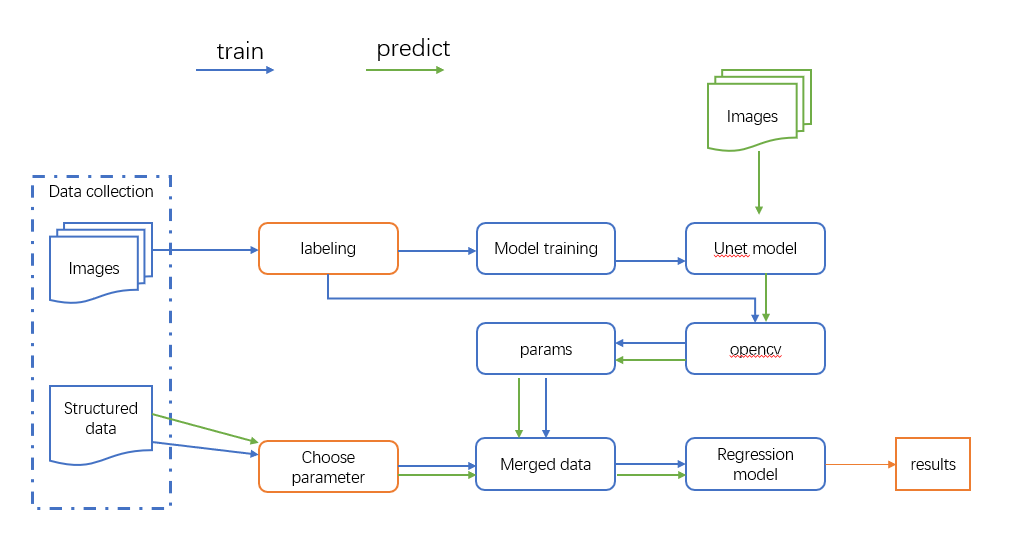 train
predict
Images
Data collection
Images
labeling
Model training
Unet model
params
opencv
Structured
data
Choose
parameter
Merged data
Regression
model
results